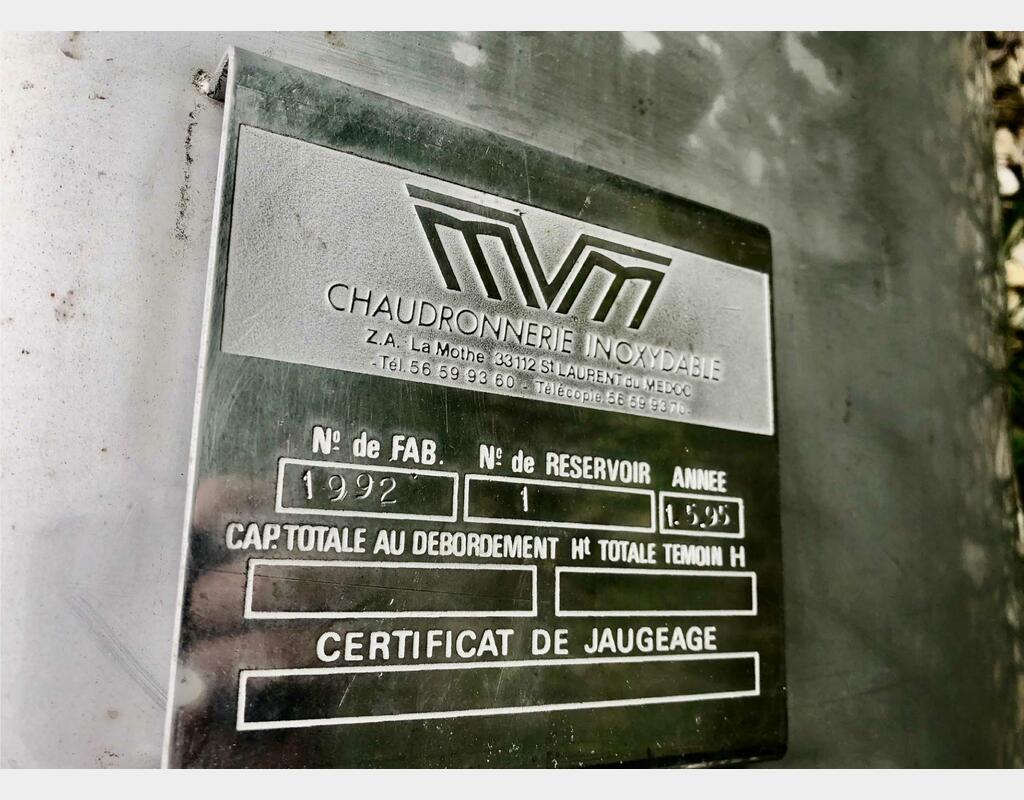 mVm
CHAUDRONNERIE INOXYDABLE
Z.A. La Mothe 33112 St LAURENT du MEDOC
-Tél. 56 59 93 60 - Télécopie. 56 59 93 70-
Nº de FAB. Nº de RESERVOIR ANNEE
1992 1 1.5.95
CAP. TOTALE AU DEBORDEMENT Ht TOTALE TEMOIN H
CERTIFICAT DE JAUGEAGE